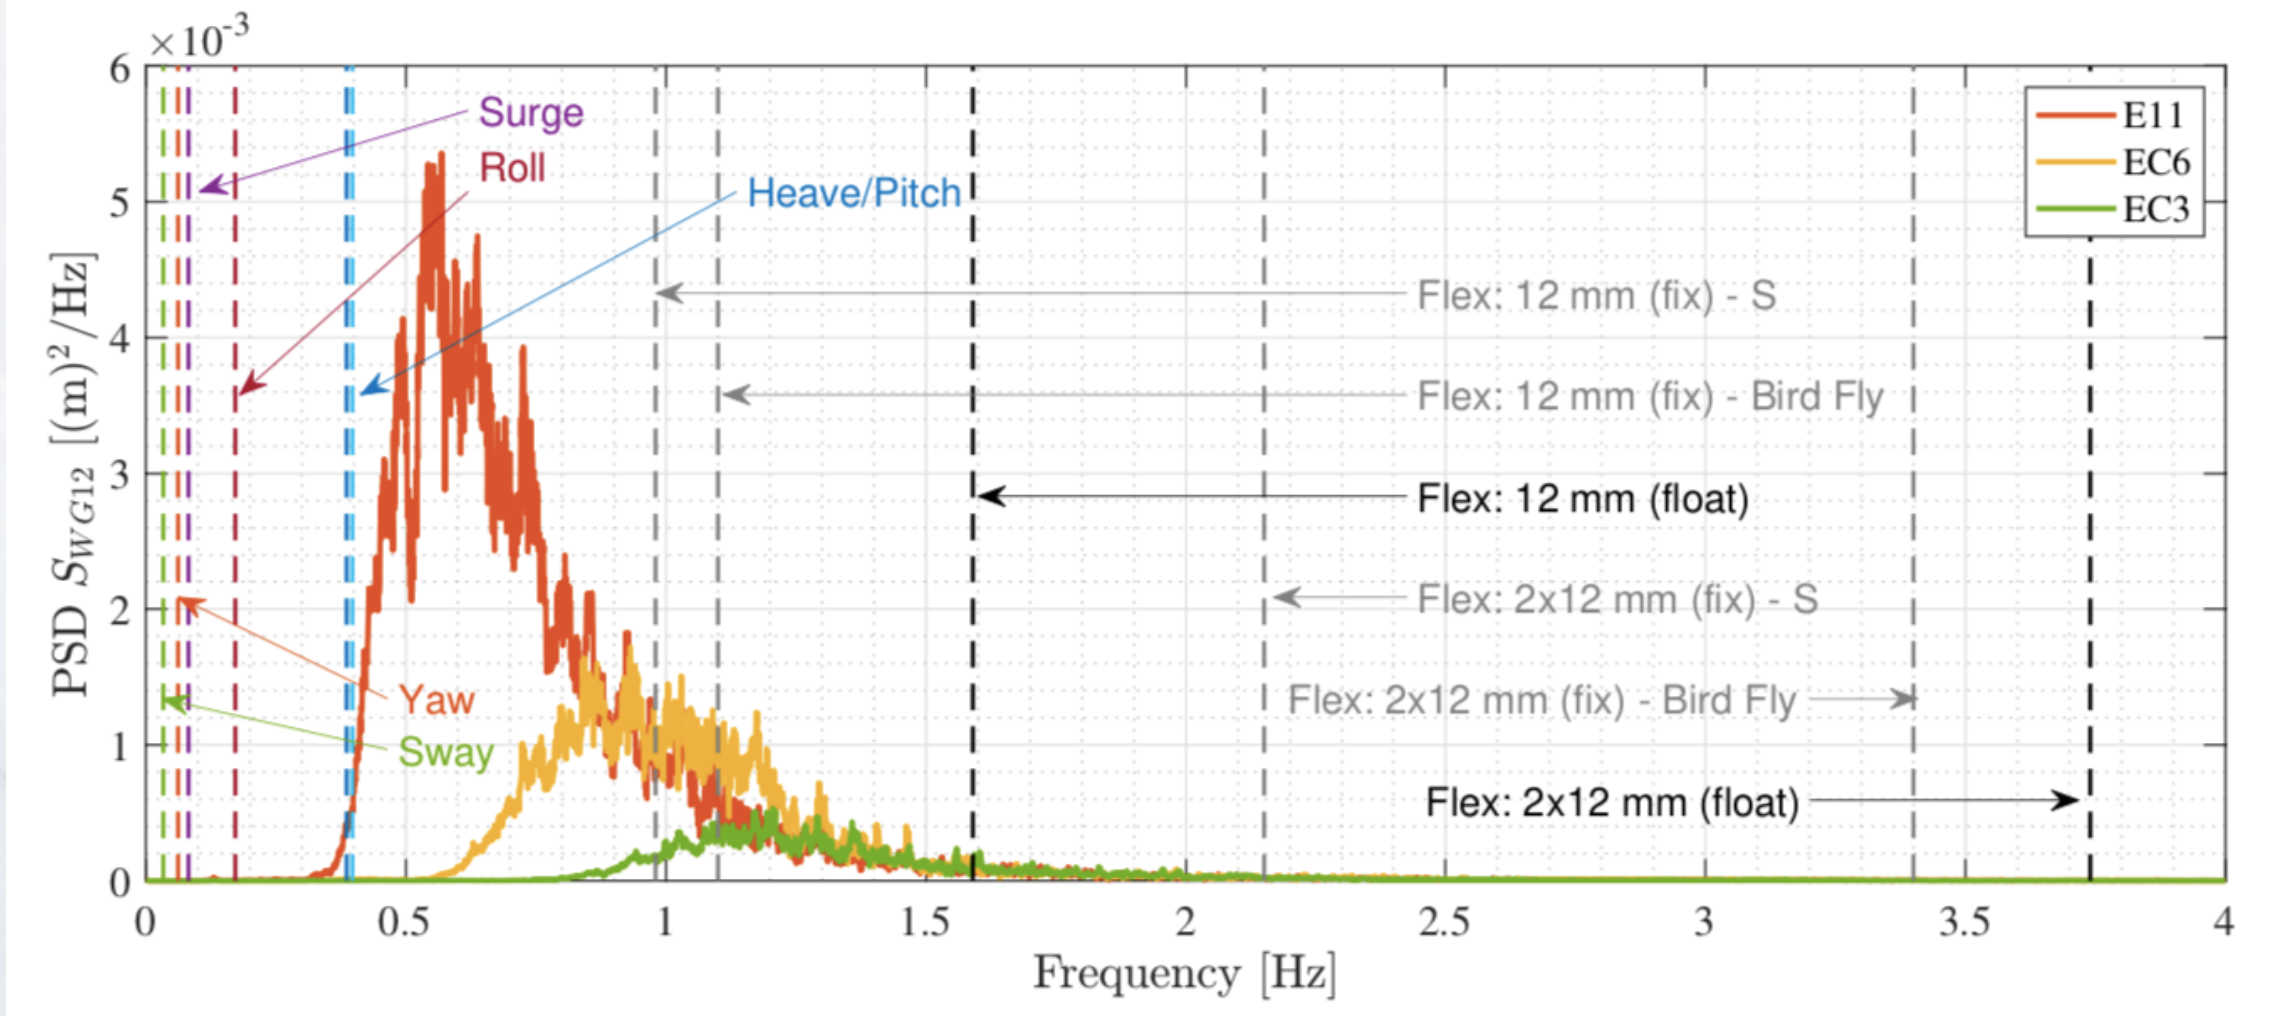 ×10⁻³
6
5
4
3
2
1
0
PSD S_WG12 [(m)²/Hz]
Surge
Roll
Heave/Pitch
Yaw
Sway
Flex: 12 mm (fix) - S
Flex: 12 mm (fix) - Bird Fly
Flex: 12 mm (float)
Flex: 2x12 mm (fix) - S
Flex: 2x12 mm (fix) - Bird Fly
Flex: 2x12 mm (float)
E11
EC6
EC3
0 0.5 1 1.5 2 2.5 3 3.5 4
Frequency [Hz]